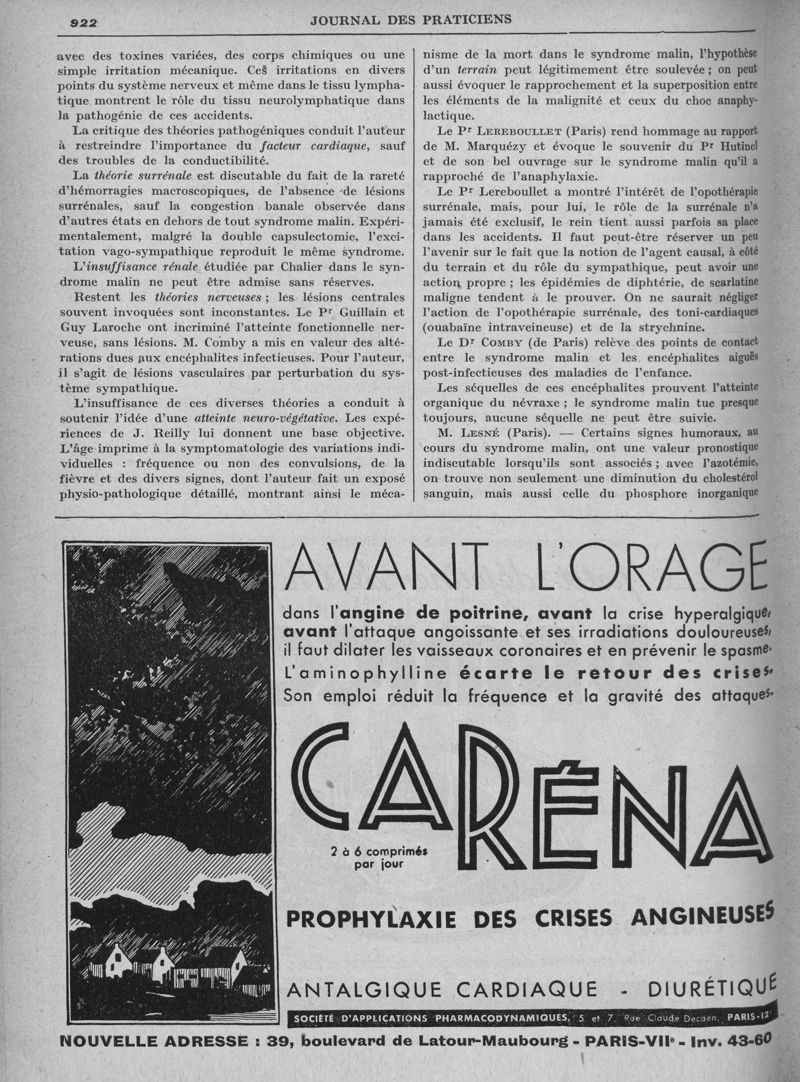 922
JOURNAL DES PRATICIENS
avec des toxines variées, des corps chimiques ou une
simple irritation mécanique. Ces irritations en divers
points du système nerveux et même dans le tissu lympha-
tique montrent le rôle du tissu neurolymphatique dans
la pathogénie de ces accidents.
La critique des théories pathogéniques conduit l'auteur
à restreindre l'importance du facteur cardiaque, sauf
des troubles de la conductibilité.
La théorie surrénale est discutable du fait de la rareté
d'hémorragies macroscopiques, de l'absence de lésions
surrénales, sauf la congestion banale observée dans
d'autres états en dehors de tout syndrome malin. Expéri-
mentalement, malgré la double capsulectomie, l'exci-
tation vago-sympathique reproduit le même syndrome.
L'insuffisance rénale étudiée par Chalier dans le syn-
drome malin ne peut être admise sans réserves.
Restent les théories nerveuses ; les lésions centrales
souvent invoquées sont inconstantes. Le Pr Guillain et
Guy Laroche ont incriminé l'atteinte fonctionnelle ner-
veuse, sans lésions. M. Comby a mis en valeur des alté-
rations dues aux encéphalites infectieuses. Pour l'auteur,
il s'agit de lésions vasculaires par perturbation du sys-
tème sympathique.
L'insuffisance de ces diverses théories a conduit à
soutenir l'idée d'une atteinte neuro-végétative. Les expé-
riences de J. Reilly lui donnent une base objective.
L'âge imprime à la symptomatologie des variations indi-
viduelles : fréquence ou non des convulsions, de la
fièvre et des divers signes, dont l'auteur fait un exposé
physio-pathologique détaillé, montrant ainsi le méca-
nisme de la mort dans le syndrome malin, l'hypothèse
d'un terrain peut légitimement être soulevée ; on peut
aussi évoquer le rapprochement et la superposition entre
les éléments de la malignité et ceux du choc anaphy-
lactique.
Le Pr LEREBOULLET (Paris) rend hommage au rapport
de M. Marquézy et évoque le souvenir du Pr Hutinel
et de son bel ouvrage sur le syndrome malin qu'il a
rapproché de l'anaphylaxie.
Le Pr Lereboullet a montré l'intérêt de l'opothérapie
surrénale, mais, pour lui, le rôle de la surrénale n'a
jamais été exclusif, le rein tient aussi parfois sa place
dans les accidents. Il faut peut-être réserver un peu
l'avenir sur le fait que la notion de l'agent causal, à côté
du terrain et du rôle du sympathique, peut avoir une
action propre ; les épidémies de diphtérie, de scarlatine
maligne tendent à le prouver. On ne saurait négliger
l'action de l'opothérapie surrénale, des toni-cardiaques
(ouabaïne intraveineuse) et de la strychnine.
Le Dr COMBY (de Paris) relève des points de contact
entre le syndrome malin et les encéphalites aiguës
post-infectieuses des maladies de l'enfance.
Les séquelles de ces encéphalites prouvent l'atteinte
organique du névraxe ; le syndrome malin tue presque
toujours, aucune séquelle ne peut être suivie.
M. LESNÉ (Paris). — Certains signes humoraux, au
cours du syndrome malin, ont une valeur pronostique
indiscutable lorsqu'ils sont associés ; avec l'azotémie,
on trouve non seulement une diminution du cholestérol
sanguin, mais aussi celle du phosphore inorganique
AVANT L'ORAGE
dans l'angine de poitrine, avant la crise hyperalgique,
avant l'attaque angoissante et ses irradiations douloureuses,
il faut dilater les vaisseaux coronaires et en prévenir le spasme.
L'aminophylline écarte le retour des crises.
Son emploi réduit la fréquence et la gravité des attaques.
CARÉNA
2 à 6 comprimés
par jour
PROPHYLAXIE DES CRISES ANGINEUSES
ANTALGIQUE CARDIAQUE - DIURÉTIQUE
SOCIÉTÉ D'APPLICATIONS PHARMACODYNAMIQUES, 5 et 7, Rue Claude Decaen. PARIS-12e
NOUVELLE ADRESSE : 39, boulevard de Latour-Maubourg - PARIS-VIIe - Inv. 43-60